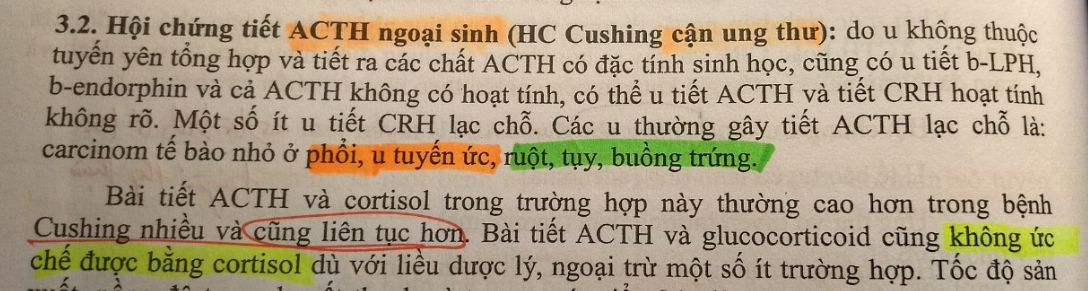 3.2. Hội chứng tiết ACTH ngoại sinh (HC Cushing cận ung thư): do u không thuộc
tuyến yên tổng hợp và tiết ra các chất ACTH có đặc tính sinh học, cũng có u tiết b-LPH,
b-endorphin và cả ACTH không có hoạt tính, có thể u tiết ACTH và tiết CRH hoạt tính
không rõ. Một số ít u tiết CRH lạc chỗ. Các u thường gây tiết ACTH lạc chỗ là:
carcinom tế bào nhỏ ở phổi, u tuyến ức, ruột, tụy, buồng trứng.
Bài tiết ACTH và cortisol trong trường hợp này thường cao hơn trong bệnh
Cushing nhiều và cũng liên tục hơn. Bài tiết ACTH và glucocorticoid cũng không ức
chế được bằng cortisol dù với liều dược lý, ngoại trừ một số ít trường hợp. Tốc độ sản